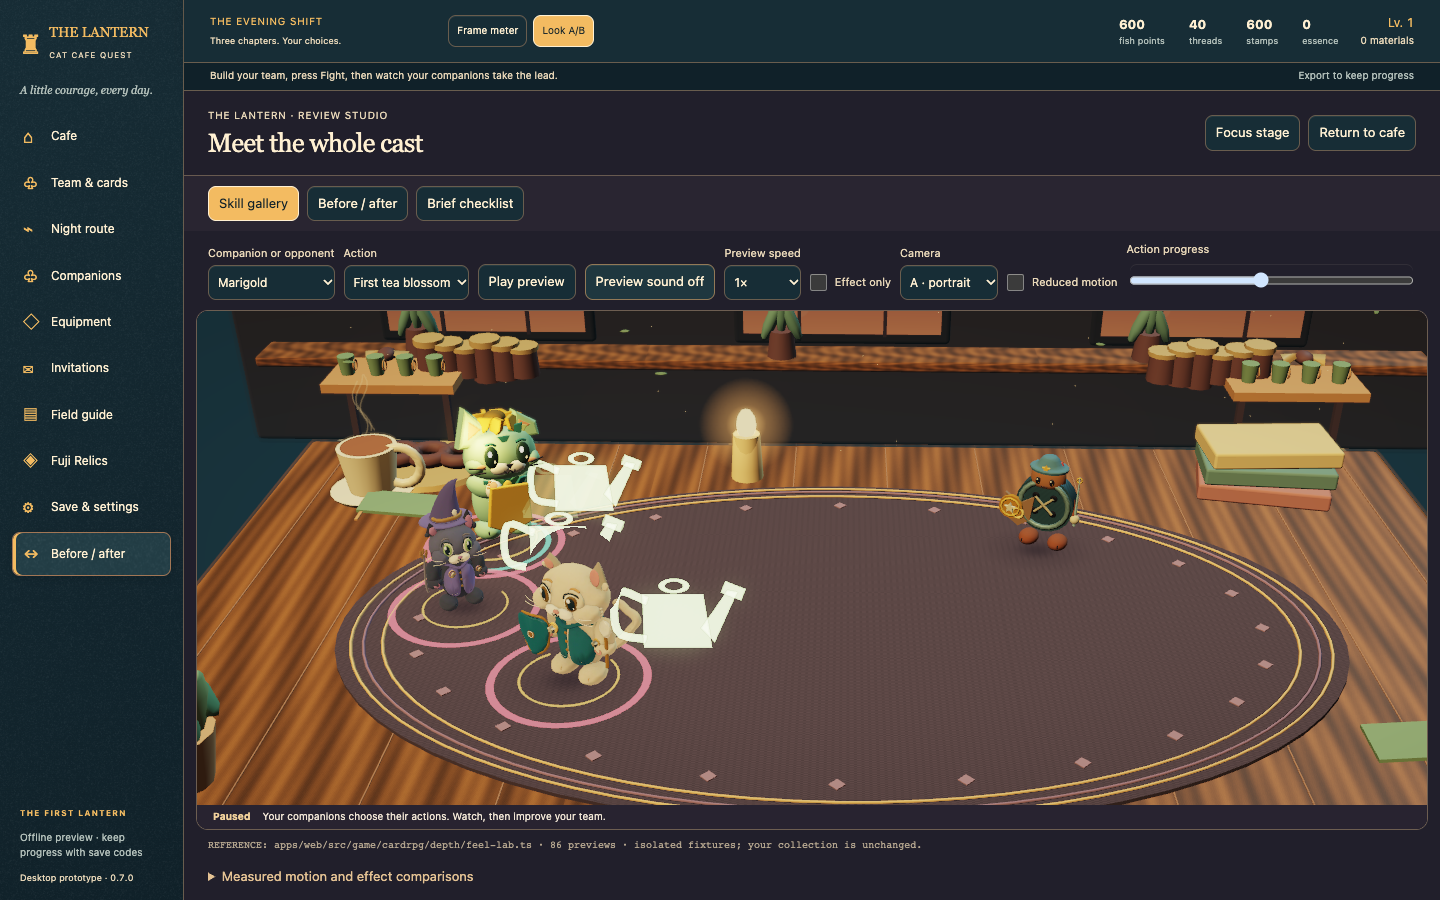 THE LANTERN
CAT CAFE QUEST
A little courage, every day.
Cafe
Team & cards
Night route
Companions
Equipment
Invitations
Field guide
Fuji Relics
Save & settings
Before / after
THE FIRST LANTERN
Offline preview · keep
progress with save codes
Desktop prototype · 0.7.0
THE EVENING SHIFT
Three chapters. Your choices.
Frame meter
Look A/B
600
fish points
40
threads
600
stamps
0
essence
Lv. 1
0 materials
Build your team, press Fight, then watch your companions take the lead.
Export to keep progress
THE LANTERN · REVIEW STUDIO
Meet the whole cast
Focus stage
Return to cafe
Skill gallery
Before / after
Brief checklist
Companion or opponent
Marigold
Action
First tea blossom
Play preview
Preview sound off
Preview speed
1×
Effect only
Camera
A · portrait
Reduced motion
Action progress
Paused Your companions choose their actions. Watch, then improve your team.
REFERENCE: apps/web/src/game/cardrpg/depth/feel-lab.ts · 86 previews · isolated fixtures; your collection is unchanged.
Measured motion and effect comparisons